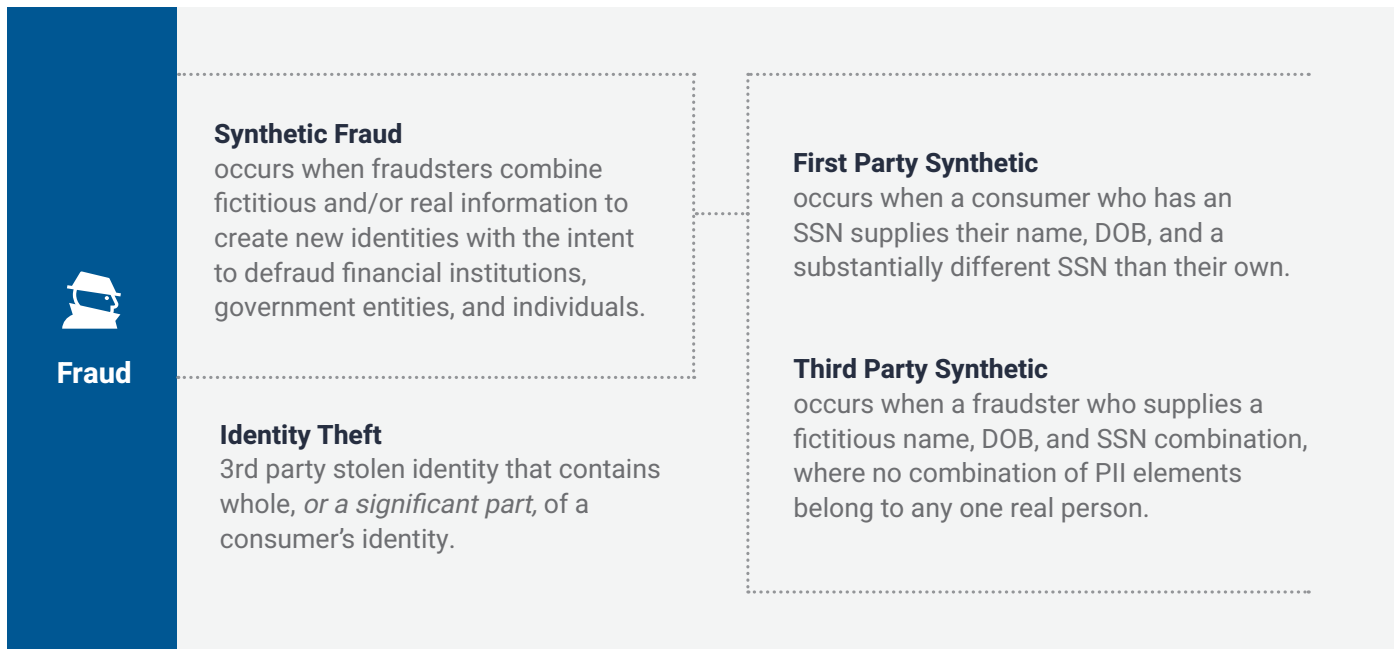 Fraud
Synthetic Fraud
occurs when fraudsters combine
fictitious and/or real information to
create new identities with the intent
to defraud financial institutions,
government entities, and individuals.
Identity Theft
3rd party stolen identity that contains
whole, or a significant part, of a
consumer’s identity.
First Party Synthetic
occurs when a consumer who has an
SSN supplies their name, DOB, and a
substantially different SSN than their own.
Third Party Synthetic
occurs when a fraudster who supplies a
fictitious name, DOB, and SSN combination,
where no combination of PII elements
belong to any one real person.